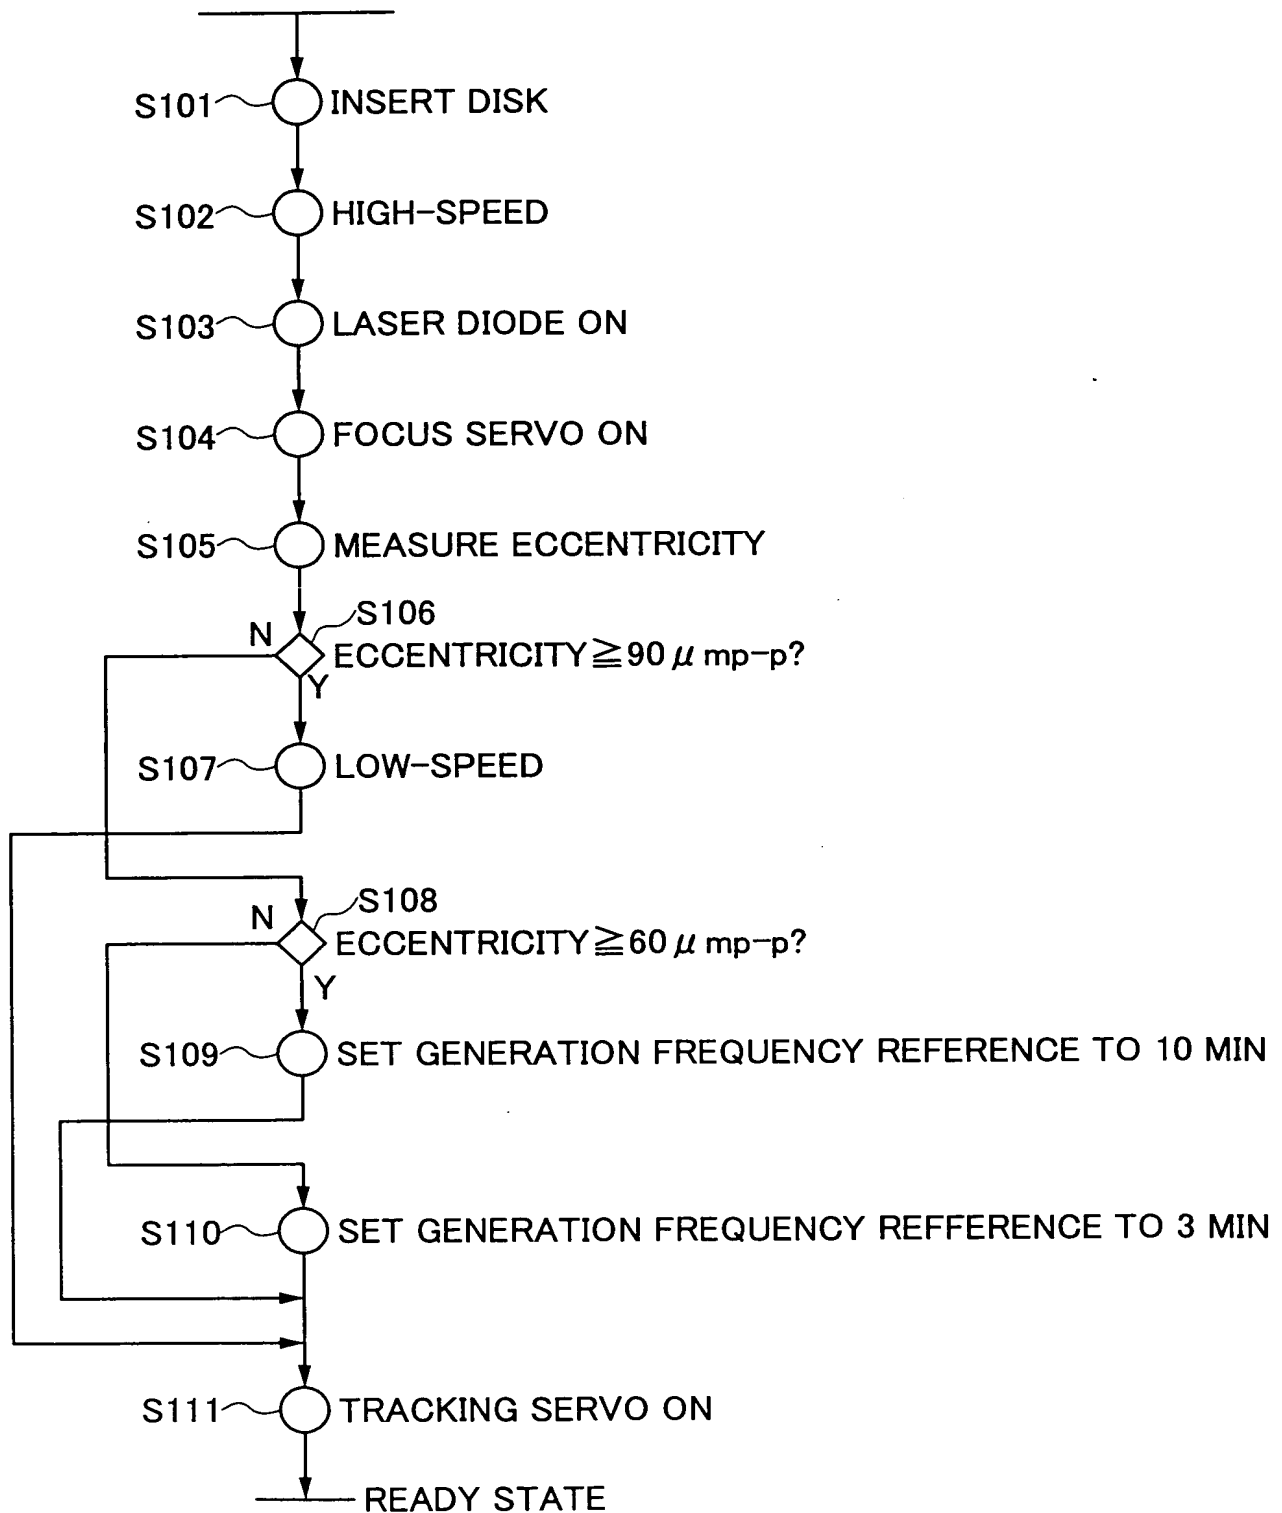 S101 INSERT DISK
S102 HIGH-SPEED
S103 LASER DIODE ON
S104 FOCUS SERVO ON
S105 MEASURE ECCENTRICITY
S106
N ECCENTRICITY≧90 μ mp-p?
Y
S107 LOW-SPEED
S108
N ECCENTRICITY≧60 μ mp-p?
Y
S109 SET GENERATION FREQUENCY REFERENCE TO 10 MIN
S110 SET GENERATION FREQUENCY REFFERENCE TO 3 MIN
S111 TRACKING SERVO ON
READY STATE